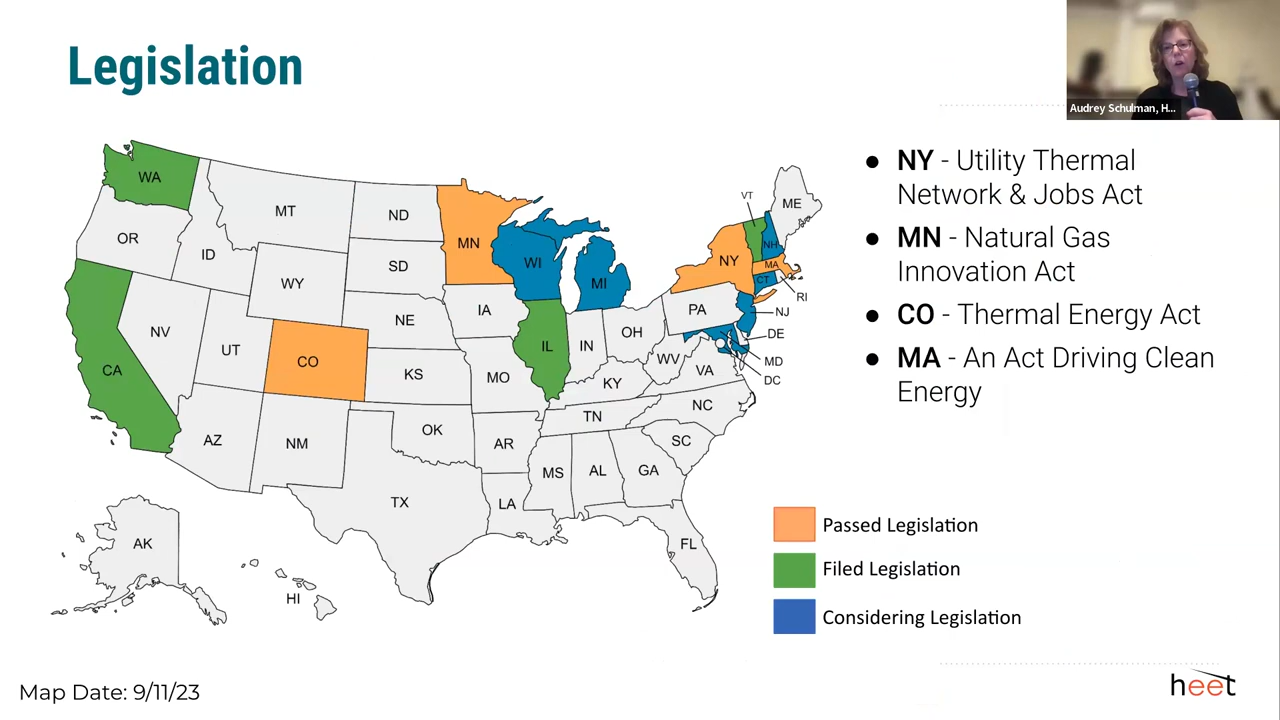 Legislation
Audrey Schulman, H...
● NY - Utility Thermal
Network & Jobs Act
● MN - Natural Gas
Innovation Act
● CO - Thermal Energy Act
● MA - An Act Driving Clean
Energy
WA
OR
CA
NV
ID
MT
WY
UT
AZ
CO
NM
ND
SD
NE
KS
OK
TX
MN
IA
MO
AR
LA
WI
IL
MI
IN
OH
KY
TN
MS
AL
GA
FL
SC
NC
VA
WV
PA
NY
VT
NH
ME
MA
CT
RI
NJ
DE
MD
DC
AK
HI
Passed Legislation
Filed Legislation
Considering Legislation
Map Date: 9/11/23
heet